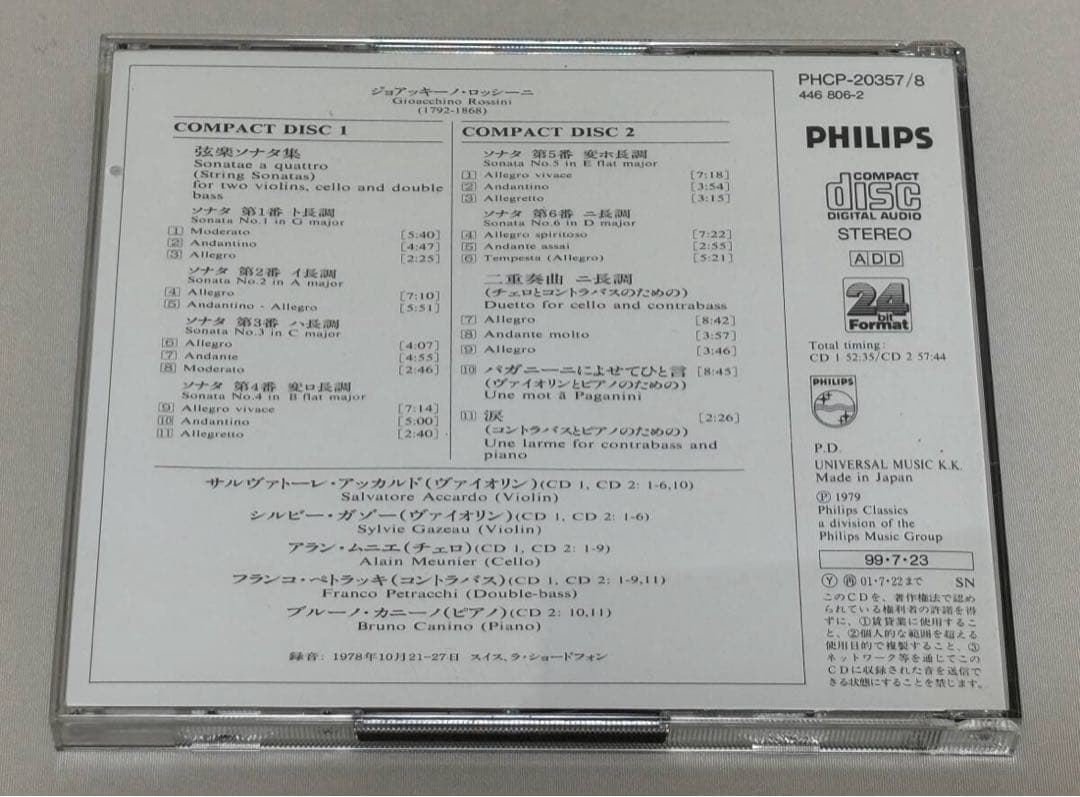 ジョアッキーノ・ロッシーニ
Gioacchino Rossini
(1792-1868)
COMPACT DISC 1
弦楽ソナタ集
Sonatae a quattro
(String Sonatas)
for two violins, cello and double
bass
ソナタ 第1番 ト長調
Sonata No.1 in G major
1 Moderato [5:40]
2 Andantino [4:47]
3 Allegro [2:25]
ソナタ 第2番 イ長調
Sonata No.2 in A major
4 Allegro [7:10]
5 Andantino - Allegro [5:51]
ソナタ 第3番 ハ長調
Sonata No.3 in C major
6 Allegro [4:07]
7 Andante [4:55]
8 Moderato [2:46]
ソナタ 第4番 変ロ長調
Sonata No.4 in B flat major
9 Allegro vivace [7:14]
10 Andantino [5:00]
11 Allegretto [2:40]
COMPACT DISC 2
ソナタ 第5番 変ホ長調
Sonata No.5 in E flat major
1 Allegro vivace [7:18]
2 Andantino [3:54]
3 Allegretto [3:15]
ソナタ 第6番 ニ長調
Sonata No.6 in D major
4 Allegro spiritoso [7:22]
5 Andante assai [2:55]
6 Tempesta (Allegro) [5:21]
二重奏曲 ニ長調
(チェロとコントラバスのための)
Duetto for cello and contrabass
7 Allegro [8:42]
8 Andante molto [3:57]
9 Allegro [3:46]
10 パガニーニによせてひと言 [8:45]
(ヴァイオリンとピアノのための)
Une mot à Paganini
11 涙 [2:26]
(コントラバスとピアノのための)
Une larme for contrabass and
piano
サルヴァトーレ・アッカルド(ヴァイオリン)(CD 1, CD 2: 1-6,10)
Salvatore Accardo (Violin)
シルビー・ガゾー(ヴァイオリン)(CD 1, CD 2: 1-6)
Sylvie Gazeau (Violin)
アラン・ムニエ(チェロ)(CD 1, CD 2: 1-9)
Alain Meunier (Cello)
フランコ・ペトラッキ(コントラバス)(CD 1, CD 2: 1-9,11)
Franco Petracchi (Double-bass)
ブルーノ・カニーノ(ピアノ)(CD 2: 10,11)
Bruno Canino (Piano)
録音:1978年10月21-27日 スイス、ラ・ショードフォン
PHCP-20357/8
446 806-2
PHILIPS
COMPACT
disc
DIGITAL AUDIO
STEREO
ADD
24
bit
Format
Total timing:
CD 1 52:35/CD 2 57:44
PHILIPS
P.D.
UNIVERSAL MUSIC K.K.
Made in Japan
Ⓟ 1979
Philips Classics
a division of the
Philips Music Group
99・7・23
Ⓨ ㊢ 01・7・22まで SN
このCDを、著作権法で認め
られている権利者の許諾を得
ずに、①賃貸業に使用するこ
と、②個人的な範囲を超える
使用目的で複製すること、③
ネットワーク等を通じてこの
CDに収録された音を送信で
きる状態にすることを禁じます。